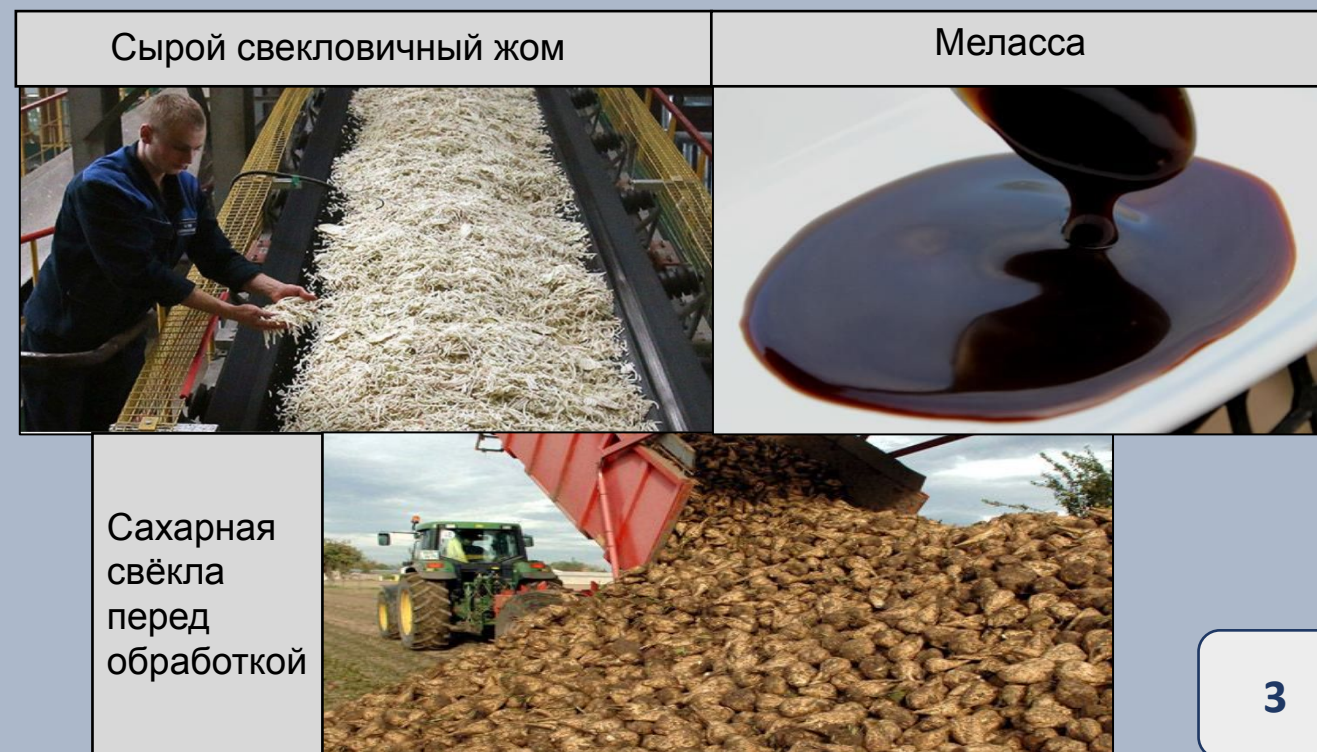 Сырой свекловичный жом
Меласса
Сахарная
свёкла
перед
обработкой
3